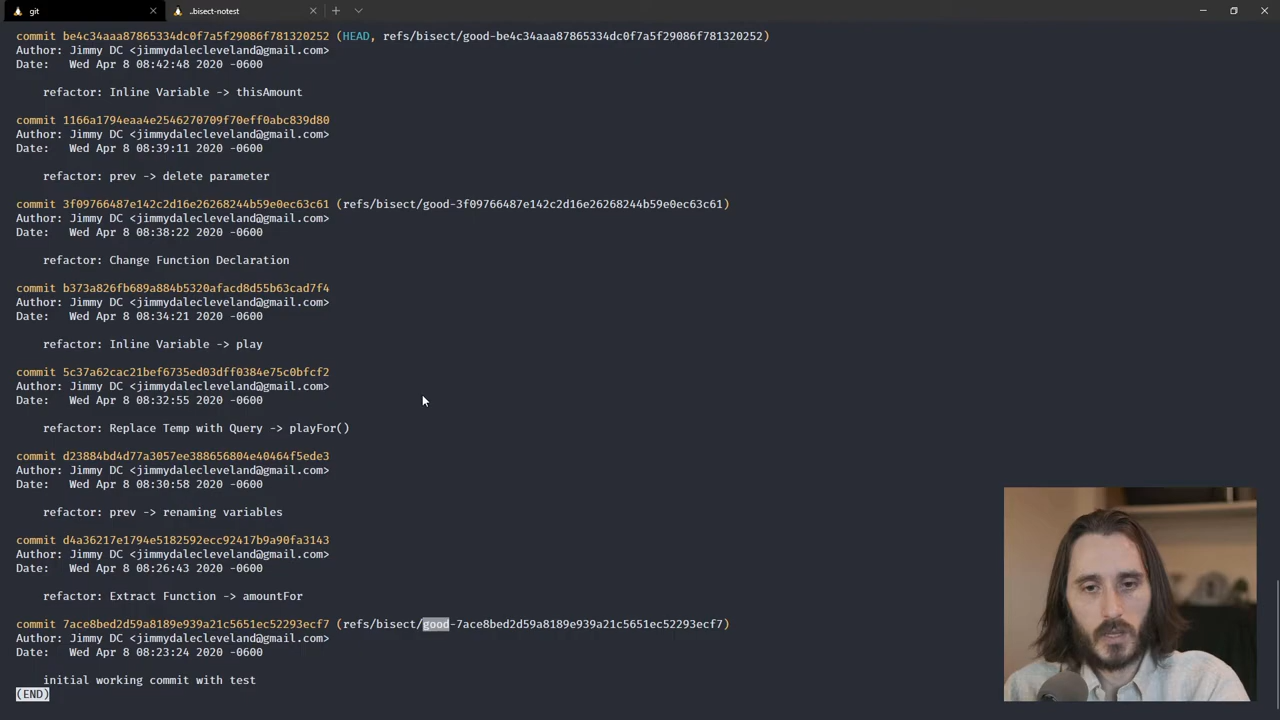 git
..bisect-notest
commit be4c34aaa87865334dc0f7a5f29086f781320252 (HEAD, refs/bisect/good-be4c34aaa87865334dc0f7a5f29086f781320252)
Author: Jimmy DC <jimmydalecleveland@gmail.com>
Date:   Wed Apr 8 08:42:48 2020 -0600
refactor: Inline Variable -> thisAmount
commit 1166a1794eaa4e2546270709f70eff0abc839d80
Author: Jimmy DC <jimmydalecleveland@gmail.com>
Date:   Wed Apr 8 08:39:11 2020 -0600
refactor: prev -> delete parameter
commit 3f09766487e142c2d16e26268244b59e0ec63c61 (refs/bisect/good-3f09766487e142c2d16e26268244b59e0ec63c61)
Author: Jimmy DC <jimmydalecleveland@gmail.com>
Date:   Wed Apr 8 08:38:22 2020 -0600
refactor: Change Function Declaration
commit b373a826fb689a884b5320afacd8d55b63cad7f4
Author: Jimmy DC <jimmydalecleveland@gmail.com>
Date:   Wed Apr 8 08:34:21 2020 -0600
refactor: Inline Variable -> play
commit 5c37a62cac21bef6735ed03dff0384e75c0bfcf2
Author: Jimmy DC <jimmydalecleveland@gmail.com>
Date:   Wed Apr 8 08:32:55 2020 -0600
refactor: Replace Temp with Query -> playFor()
commit d23884bd4d77a3057ee388656804e40464f5ede3
Author: Jimmy DC <jimmydalecleveland@gmail.com>
Date:   Wed Apr 8 08:30:58 2020 -0600
refactor: prev -> renaming variables
commit d4a36217e1794e5182592ecc92417b9a90fa3143
Author: Jimmy DC <jimmydalecleveland@gmail.com>
Date:   Wed Apr 8 08:26:43 2020 -0600
refactor: Extract Function -> amountFor
commit 7ace8bed2d59a8189e939a21c5651ec52293ecf7 (refs/bisect/good-7ace8bed2d59a8189e939a21c5651ec52293ecf7)
Author: Jimmy DC <jimmydalecleveland@gmail.com>
Date:   Wed Apr 8 08:23:24 2020 -0600
initial working commit with test
(END)